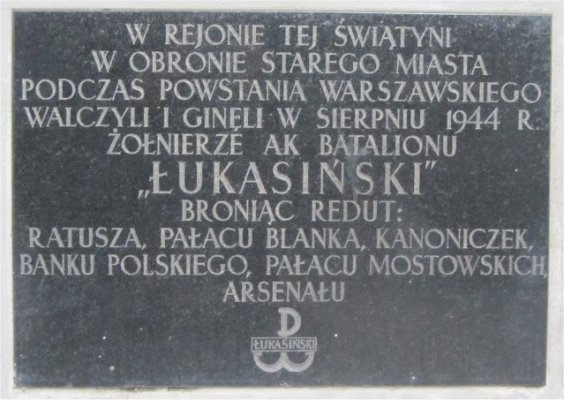 W REJONIE TEJ ŚWIĄTYNI
W OBRONIE STAREGO MIASTA
PODCZAS POWSTANIA WARSZAWSKIEGO
WALCZYLI I GINĘLI W SIERPNIU 1944 R.
ŻOŁNIERZE AK BATALIONU
„ŁUKASIŃSKI”
BRONIĄC REDUT:
RATUSZA, PAŁACU BLANKA, KANONICZEK,
BANKU POLSKIEGO, PAŁACU MOSTOWSKICH,
ARSENAŁU
ŁUKASIŃSKI